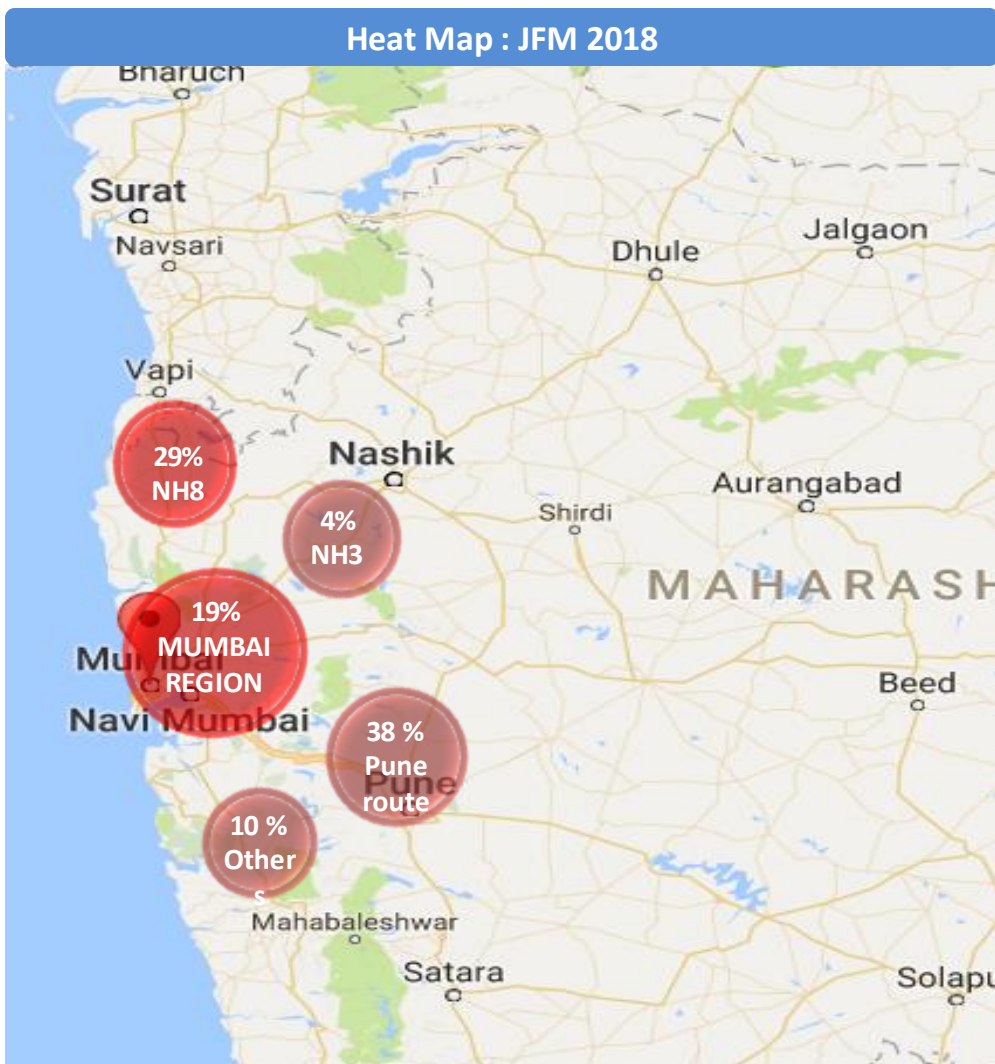 Heat Map : JFM 2018
Bharuch
Surat
Navsari
Dhule
Jalgaon
Vapi
29%
NH8
Nashik
Aurangabad
4%
NH3
Shirdi
MAHARASH
19%
MUMBAI
REGION
Mumbai
Navi Mumbai
Beed
38 %
Pune
route
Pune
10 %
Other
s
Mahabaleshwar
Satara
Solapu